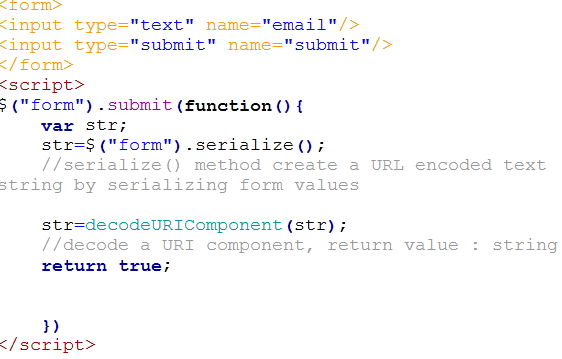 <form>
<input type="text" name="email"/>
<input type="submit" name="submit"/>
</form>
<script>
$("form").submit(function(){
    var str;
    str=$("form").serialize();
    //serialize() method create a URL encoded text
string by serializing form values
    str=decodeURIComponent(str);
    //decode a URI component, return value : string
    return true;
    })
</script>